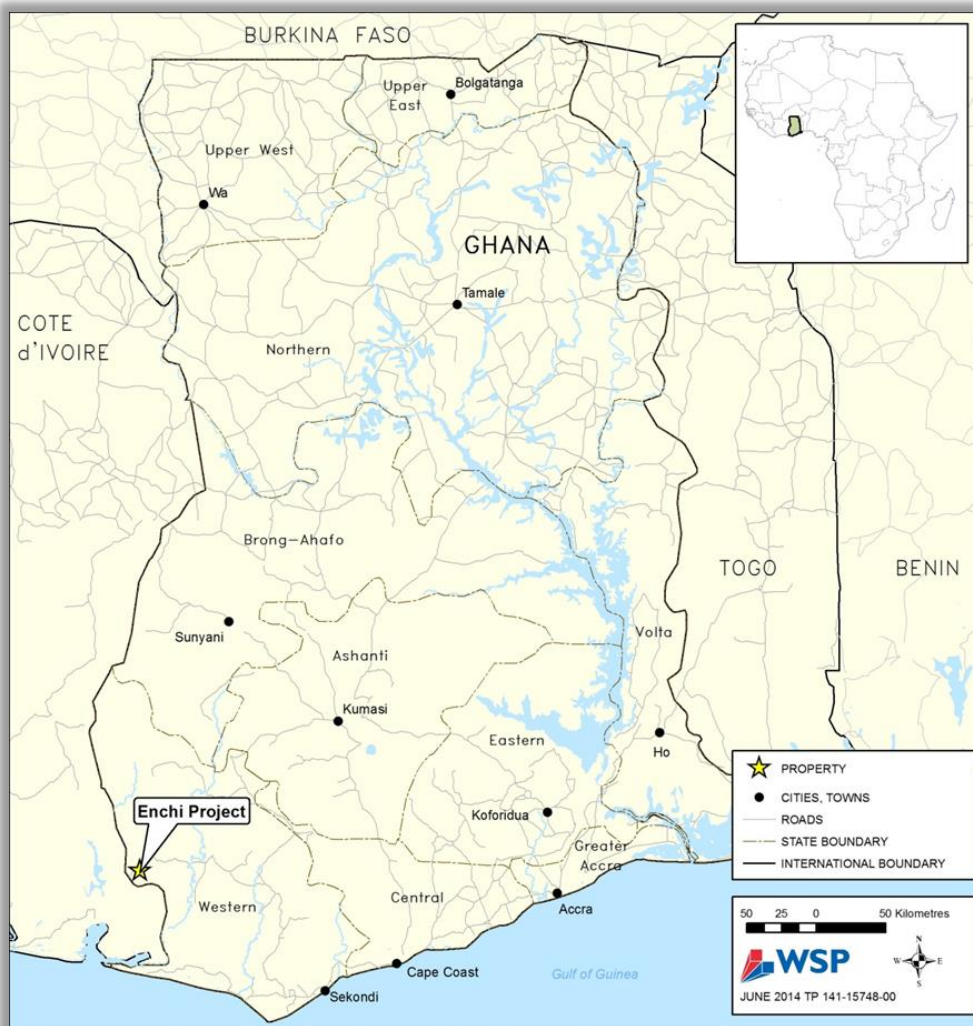 BURKINA FASO
Upper
East
Bolgatanga
Upper West
Wa
GHANA
Tamale
COTE
d'IVOIRE
Northern
Brong-Ahafo
TOGO
BENIN
Sunyani
Volta
Ashanti
Kumasi
Eastern
Ho
Enchi Project
Koforidua
Greater
Accra
Western
Central
Accra
Cape Coast
Gulf of Guinea
Sekondi
PROPERTY
CITIES, TOWNS
ROADS
STATE BOUNDARY
INTERNATIONAL BOUNDARY
50 25 0 50 Kilometres
WSP
N
W E
S
JUNE 2014 TP 141-15748-00